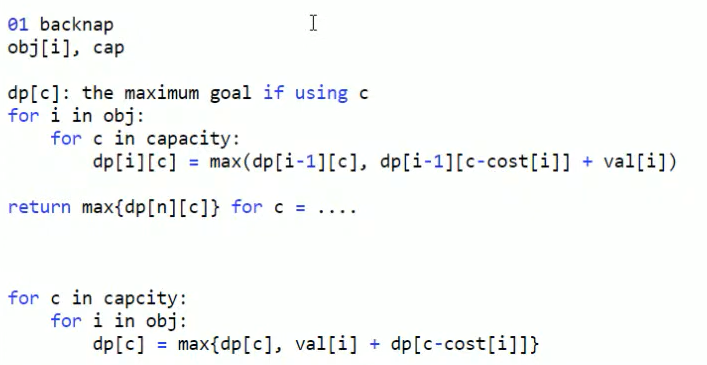 01 backnap
obj[i], cap
dp[c]: the maximum goal if using c
for i in obj:
for c in capacity:
dp[i][c] = max(dp[i-1][c], dp[i-1][c-cost[i]] + val[i])
return max{dp[n][c]} for c = ....
for c in capcity:
for i in obj:
dp[c] = max{dp[c], val[i] + dp[c-cost[i]]}